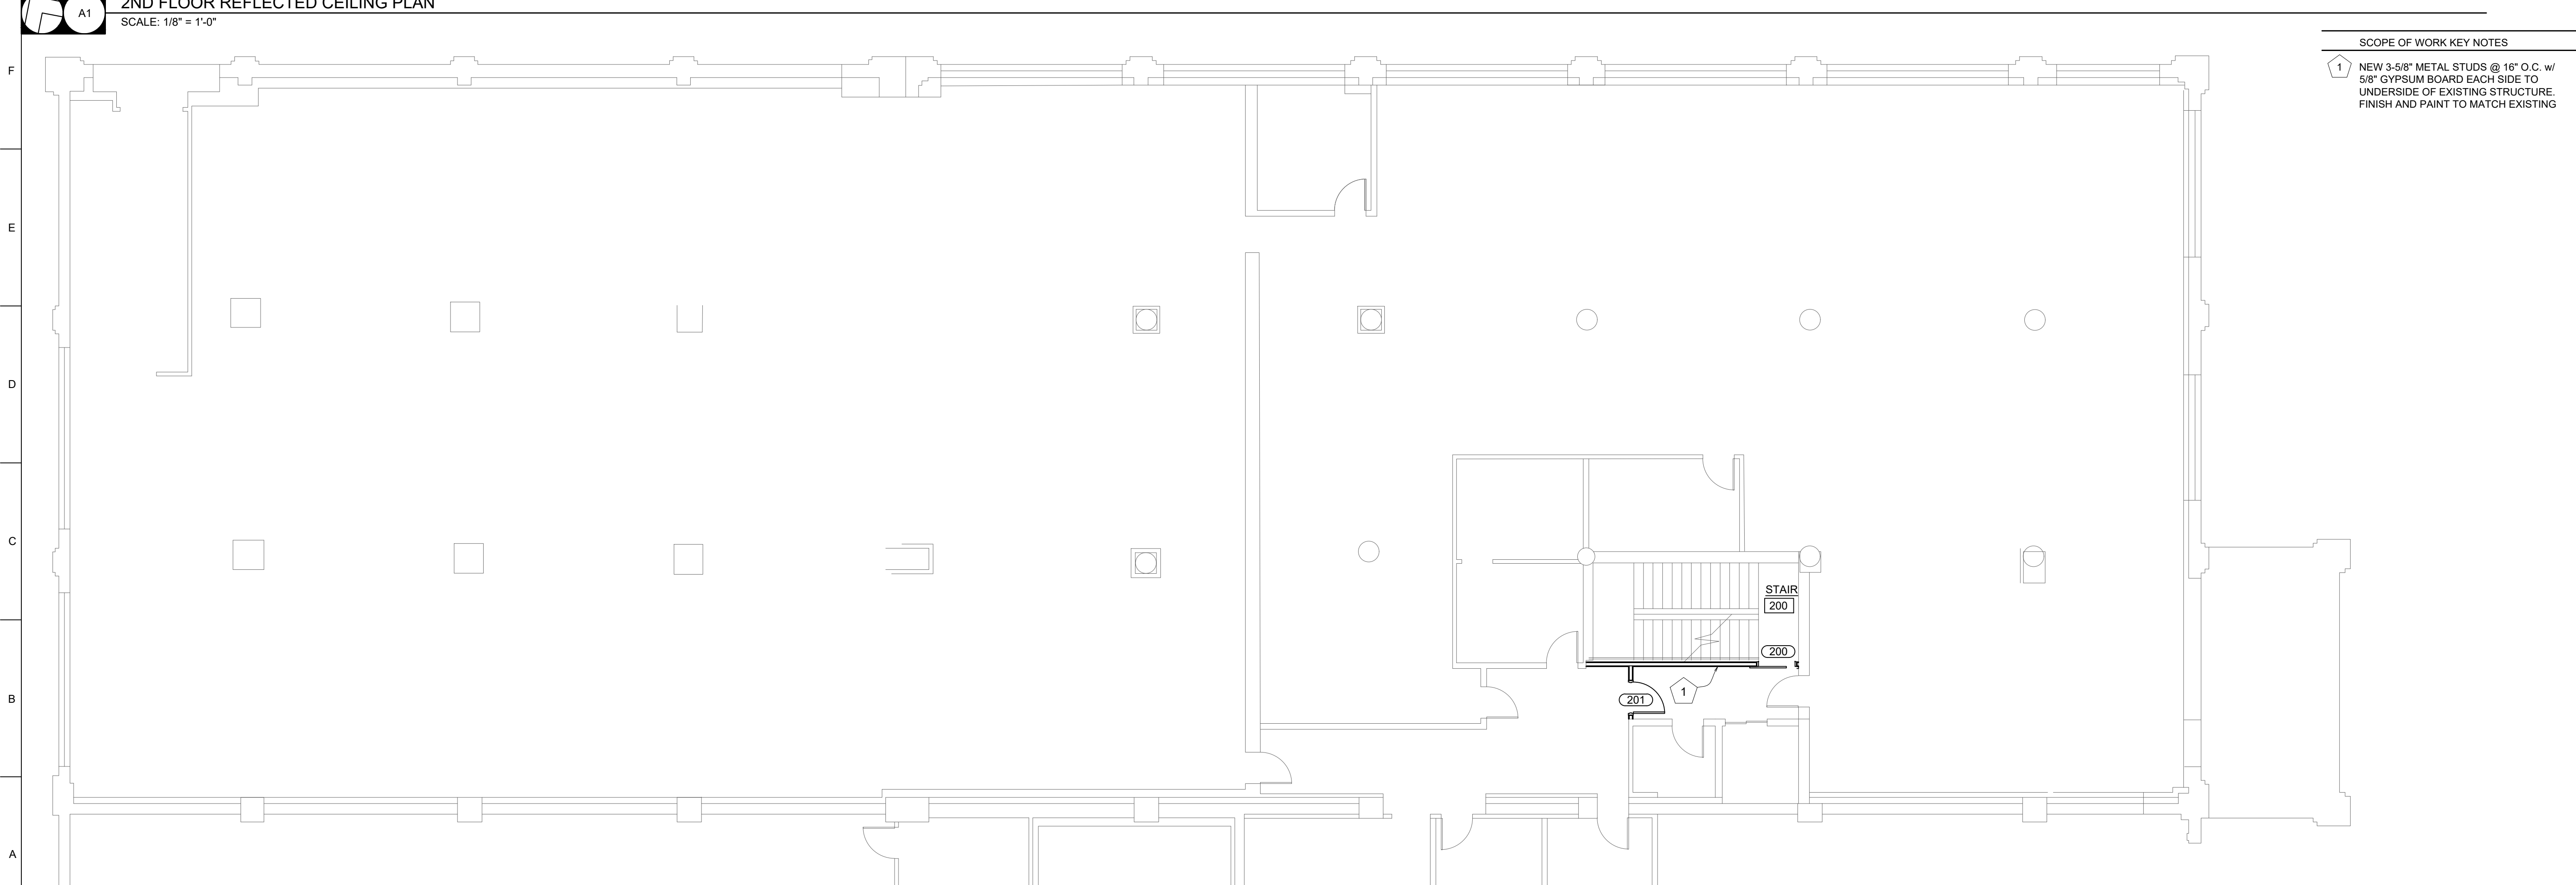 2ND FLOOR REFLECTED CEILING PLAN
A1
SCALE: 1/8" = 1'-0"
SCOPE OF WORK KEY NOTES
1
NEW 3-5/8" METAL STUDS @ 16" O.C. w/
5/8" GYPSUM BOARD EACH SIDE TO
UNDERSIDE OF EXISTING STRUCTURE.
FINISH AND PAINT TO MATCH EXISTING
F
E
D
C
STAIR
200
200
B
201
1
A